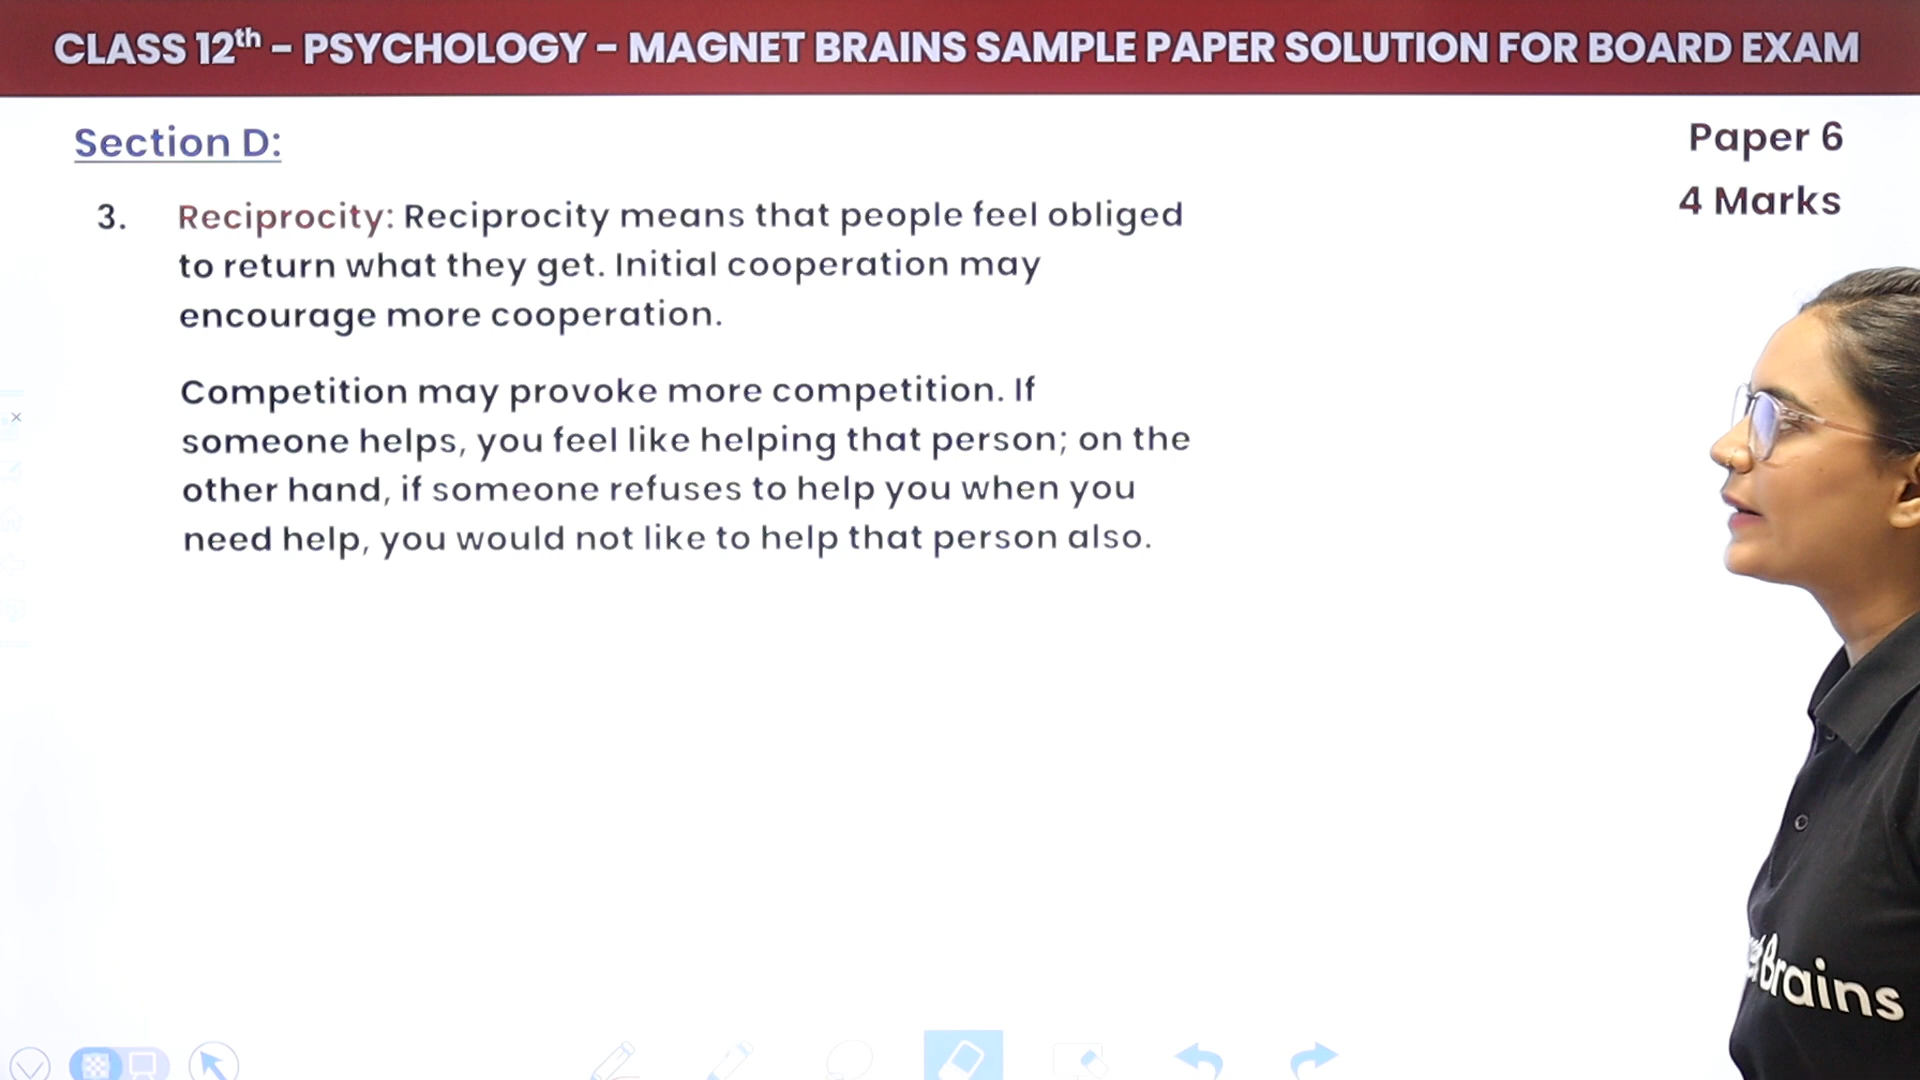 CLASS 12th – PSYCHOLOGY – MAGNET BRAINS SAMPLE PAPER SOLUTION FOR BOARD EXAM
Section D:
Paper 6
4 Marks
3. Reciprocity: Reciprocity means that people feel obliged
to return what they get. Initial cooperation may
encourage more cooperation.
Competition may provoke more competition. If
someone helps, you feel like helping that person; on the
other hand, if someone refuses to help you when you
need help, you would not like to help that person also.
Brains